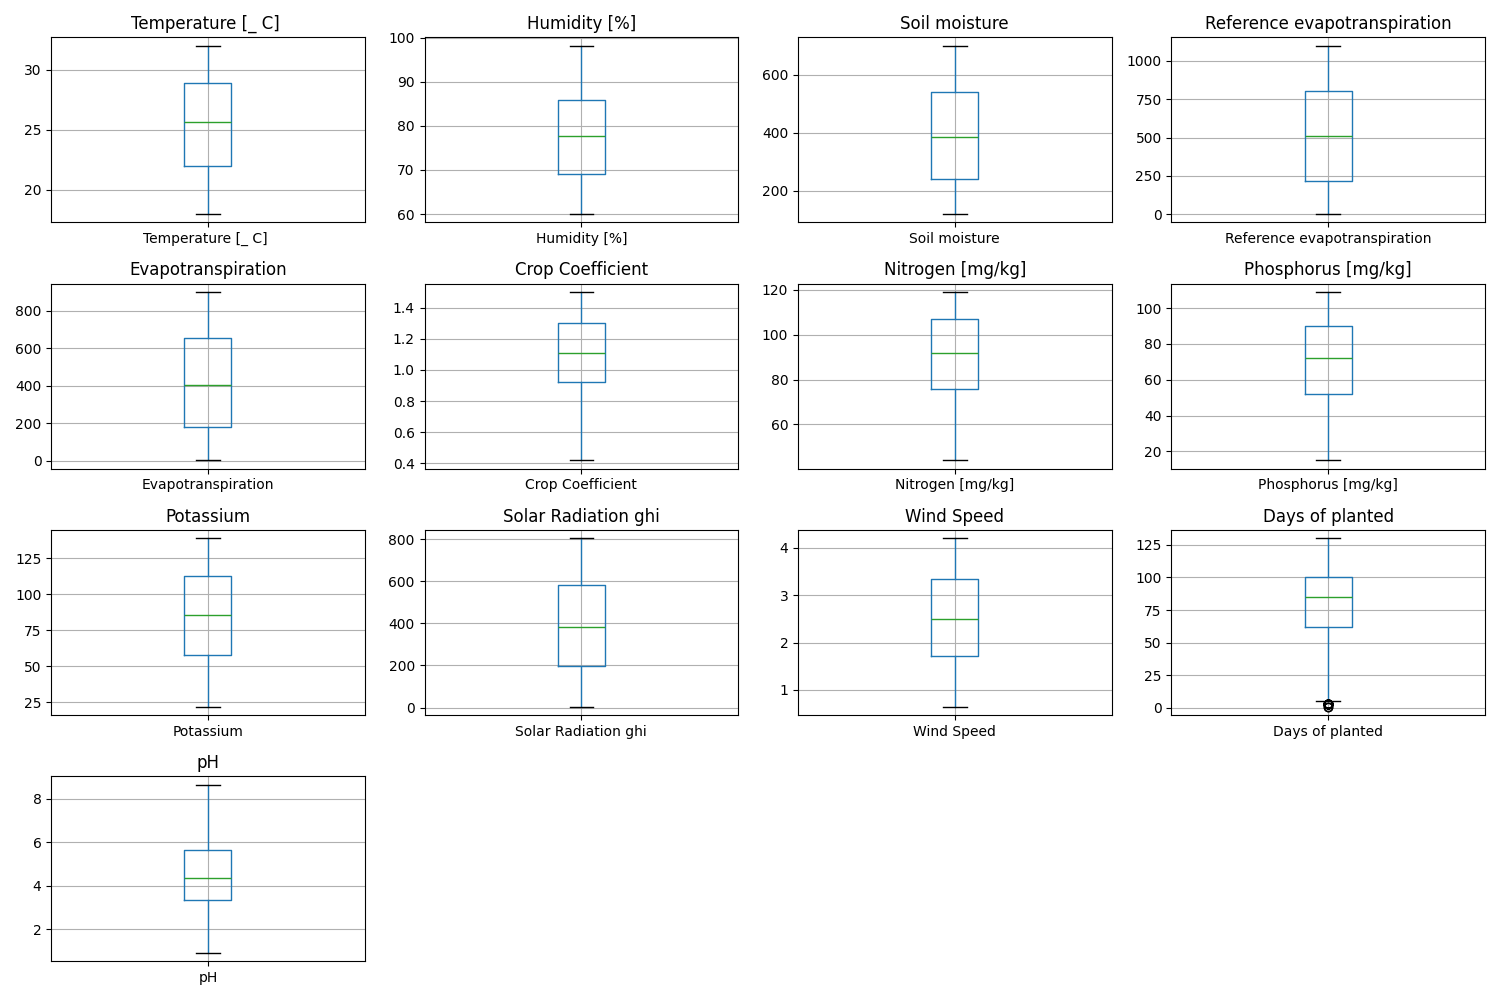 Temperature [_ C]
30
25
20
Temperature [_ C]
Humidity [%]
100
90
80
70
60
Humidity [%]
Soil moisture
600
400
200
Soil moisture
Reference evapotranspiration
1000
750
500
250
0
Reference evapotranspiration
Evapotranspiration
800
600
400
200
0
Evapotranspiration
Crop Coefficient
1.4
1.2
1.0
0.8
0.6
0.4
Crop Coefficient
Nitrogen [mg/kg]
120
100
80
60
Nitrogen [mg/kg]
Phosphorus [mg/kg]
100
80
60
40
20
Phosphorus [mg/kg]
Potassium
125
100
75
50
25
Potassium
Solar Radiation ghi
800
600
400
200
0
Solar Radiation ghi
Wind Speed
4
3
2
1
Wind Speed
Days of planted
125
100
75
50
25
0
Days of planted
pH
8
6
4
2
pH